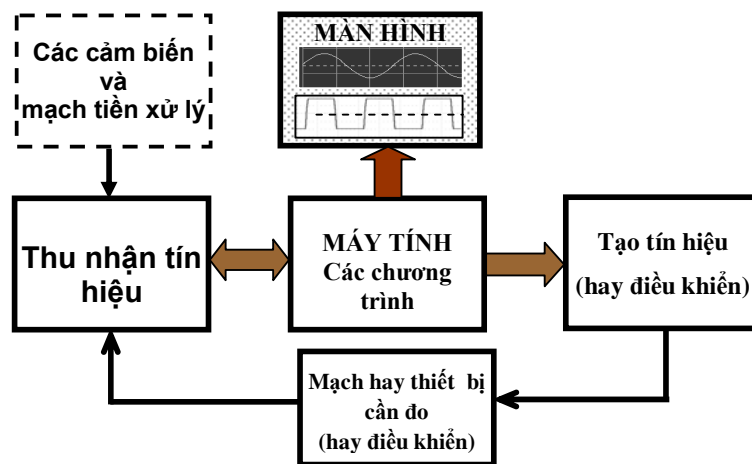 Các cảm biến
và
mạch tiền xử lý
MÀN HÌNH
Thu nhận tín
hiệu
MÁY TÍNH
Các chương
trình
Tạo tín hiệu
(hay điều khiển)
Mạch hay thiết bị
cần đo
(hay điều khiển)